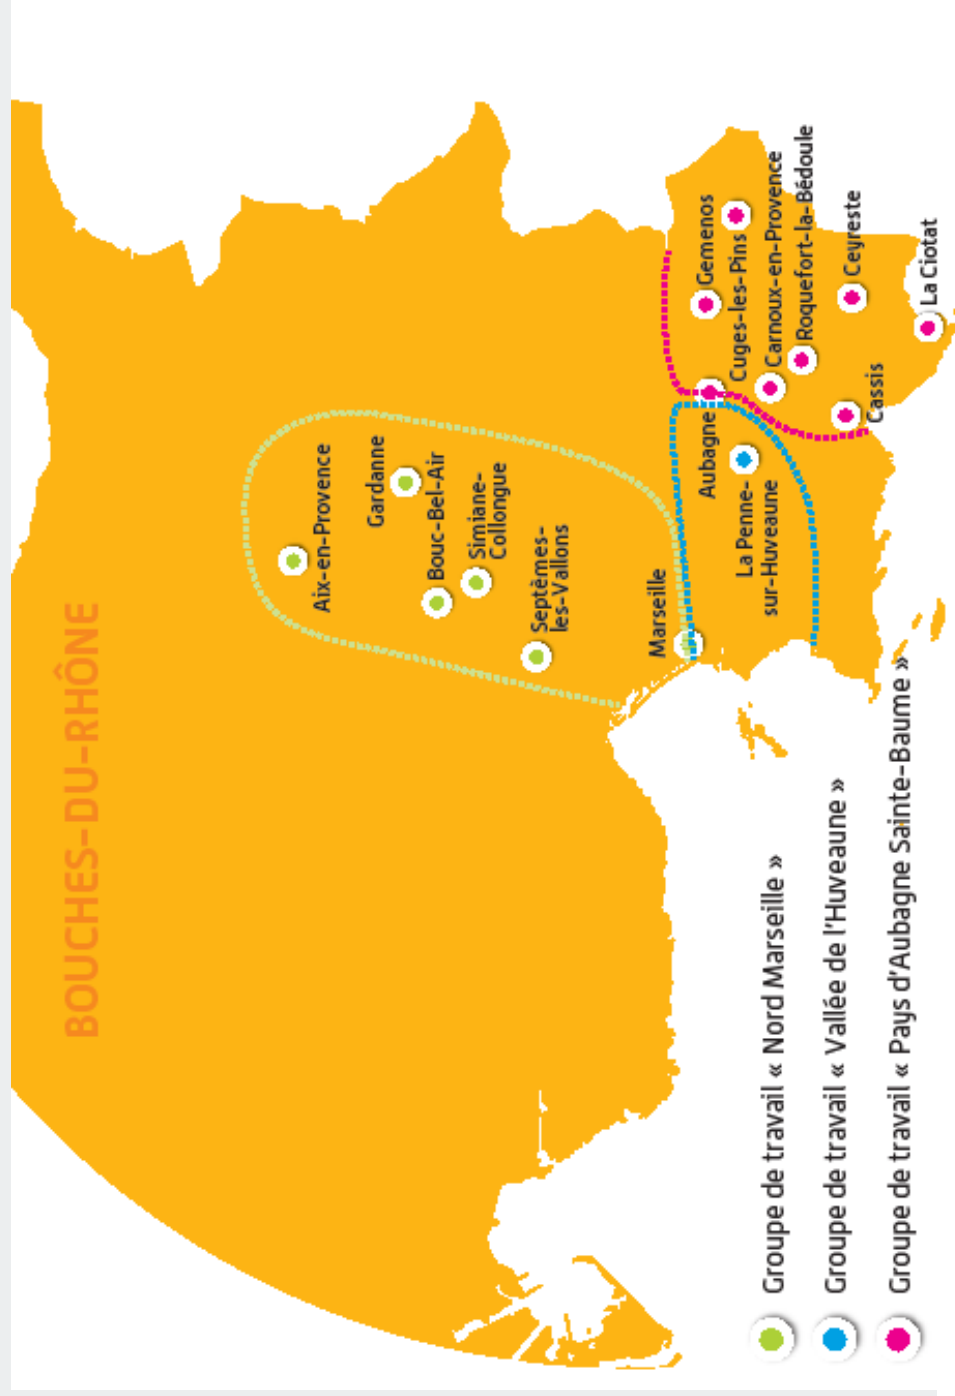 BOUCHES-DU-RHÔNE
Aix-en-Provence
Gardanne
Bouc-Bel-Air
Simiane-
Collongue
Septèmes-
les-Vallons
Marseille
Aubagne
La Penne-
sur-Huveaune
Gemenos
Cuges-les-Pins
Carnoux-en-Provence
Roquefort-la-Bédoule
Ceyreste
Cassis
La Ciotat
Groupe de travail « Nord Marseille »
Groupe de travail « Vallée de l'Huveaune »
Groupe de travail « Pays d'Aubagne Sainte-Baume »